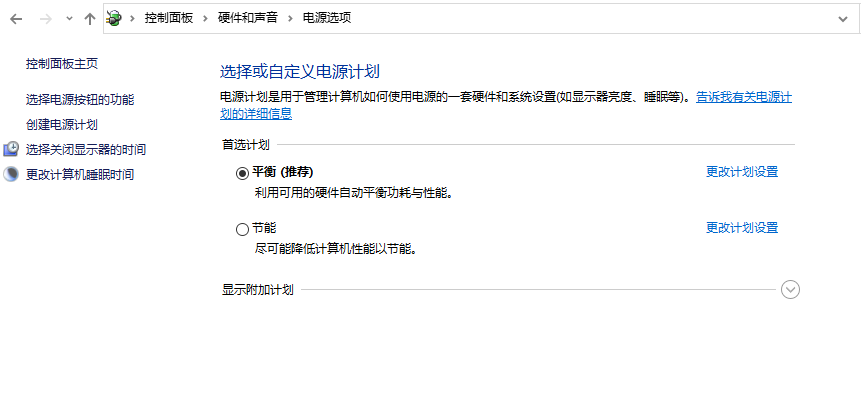 控制面板 硬件和声音 电源选项
控制面板主页
选择电源按钮的功能
创建电源计划
选择关闭显示器的时间
更改计算机睡眠时间
选择或自定义电源计划
电源计划是用于管理计算机如何使用电源的一套硬件和系统设置(如显示器亮度、睡眠等)。告诉我有关电源计
划的详细信息
首选计划
平衡 (推荐) 更改计划设置
利用可用的硬件自动平衡功耗与性能。
节能 更改计划设置
尽可能降低计算机性能以节能。
显示附加计划